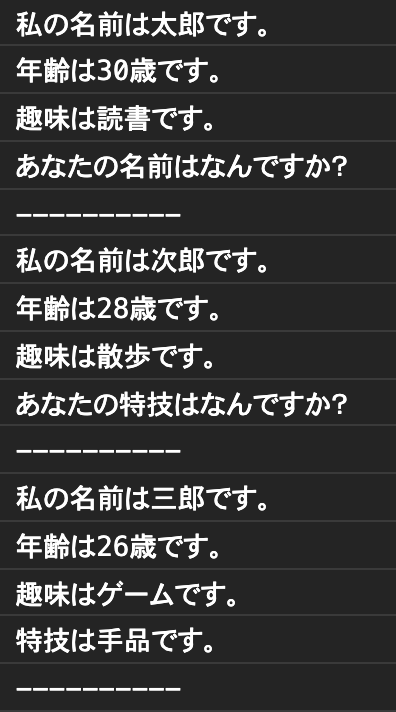 私の名前は太郎です。
年齢は30歳です。
趣味は読書です。
あなたの名前はなんですか?
----------
私の名前は次郎です。
年齢は28歳です。
趣味は散歩です。
あなたの特技はなんですか?
----------
私の名前は三郎です。
年齢は26歳です。
趣味はゲームです。
特技は手品です。
----------